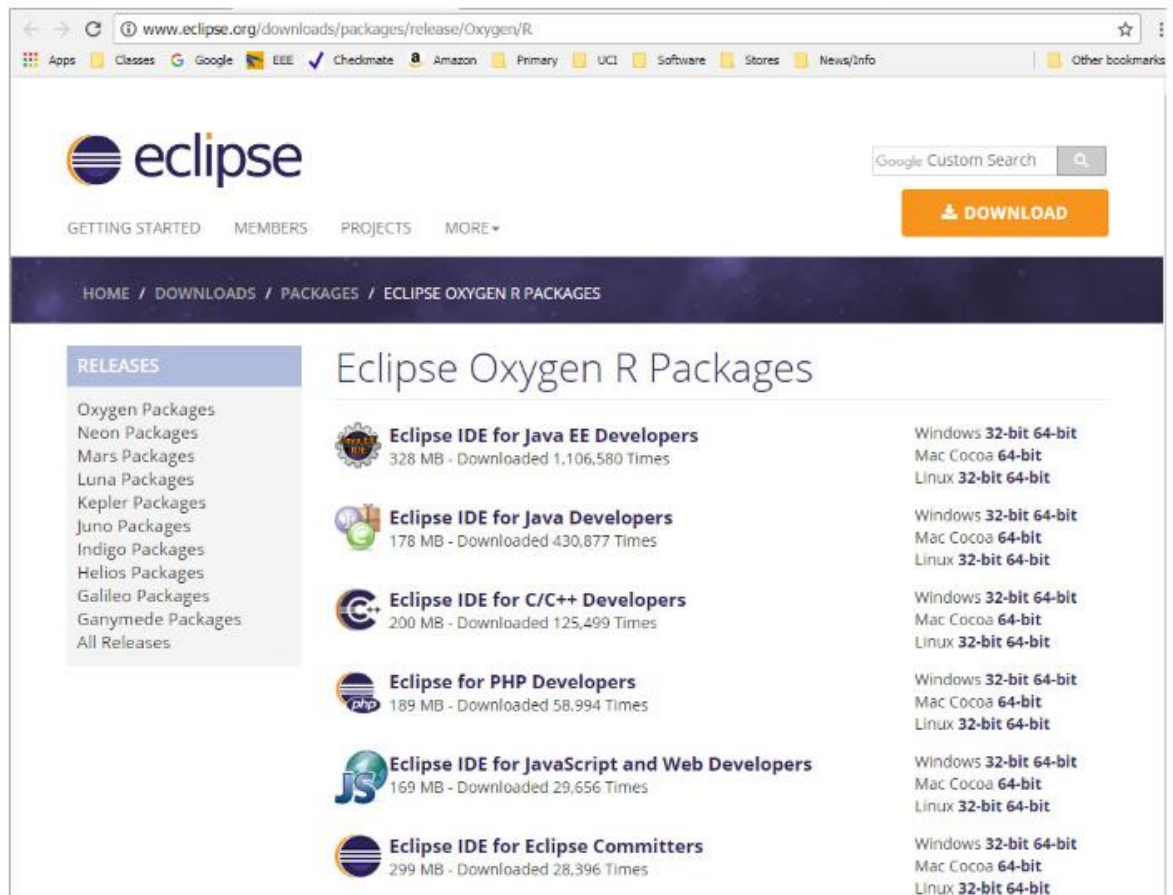 www.eclipse.org/downloads/packages/release/Oxygen/R
Apps Classes Google EEE Checkmate Amazon Primary UCI Software Stores News/Info Other bookmarks
eclipse
Google Custom Search
DOWNLOAD
GETTING STARTED MEMBERS PROJECTS MORE
HOME / DOWNLOADS / PACKAGES / ECLIPSE OXYGEN R PACKAGES
RELEASES
Oxygen Packages
Neon Packages
Mars Packages
Luna Packages
Kepler Packages
Juno Packages
Indigo Packages
Helios Packages
Galileo Packages
Ganymede Packages
All Releases
Eclipse Oxygen R Packages
Eclipse IDE for Java EE Developers
328 MB - Downloaded 1,106,580 Times
Windows 32-bit 64-bit
Mac Cocoa 64-bit
Linux 32-bit 64-bit
Eclipse IDE for Java Developers
178 MB - Downloaded 430,877 Times
Windows 32-bit 64-bit
Mac Cocoa 64-bit
Linux 32-bit 64-bit
C++
Eclipse IDE for C/C++ Developers
200 MB - Downloaded 125,499 Times
Windows 32-bit 64-bit
Mac Cocoa 64-bit
Linux 32-bit 64-bit
php
Eclipse for PHP Developers
189 MB - Downloaded 58,994 Times
Windows 32-bit 64-bit
Mac Cocoa 64-bit
Linux 32-bit 64-bit
JS
Eclipse IDE for JavaScript and Web Developers
169 MB - Downloaded 29,656 Times
Windows 32-bit 64-bit
Mac Cocoa 64-bit
Linux 32-bit 64-bit
Eclipse IDE for Eclipse Committers
299 MB - Downloaded 28,396 Times
Windows 32-bit 64-bit
Mac Cocoa 64-bit
Linux 32-bit 64-bit